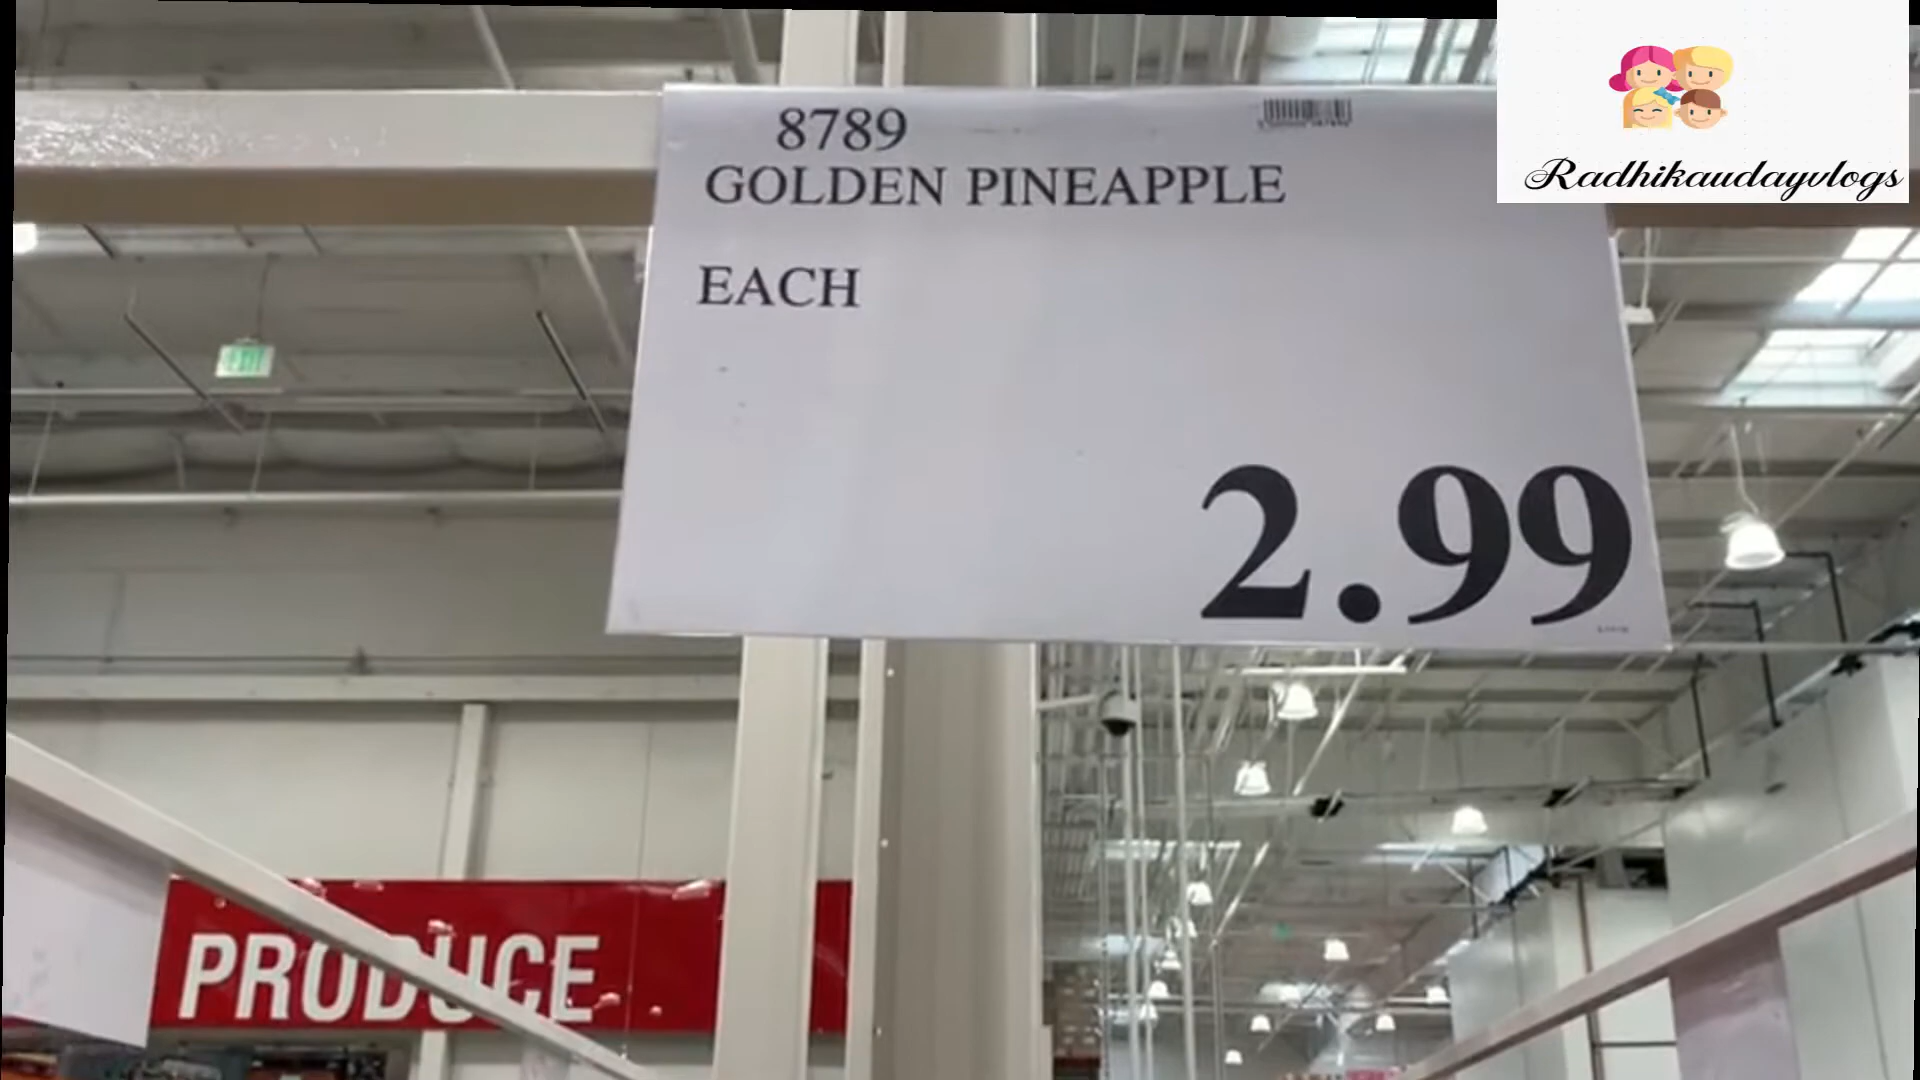 8789
GOLDEN PINEAPPLE
EACH
2.99
Radhikaudayvlogs
PRODUCE